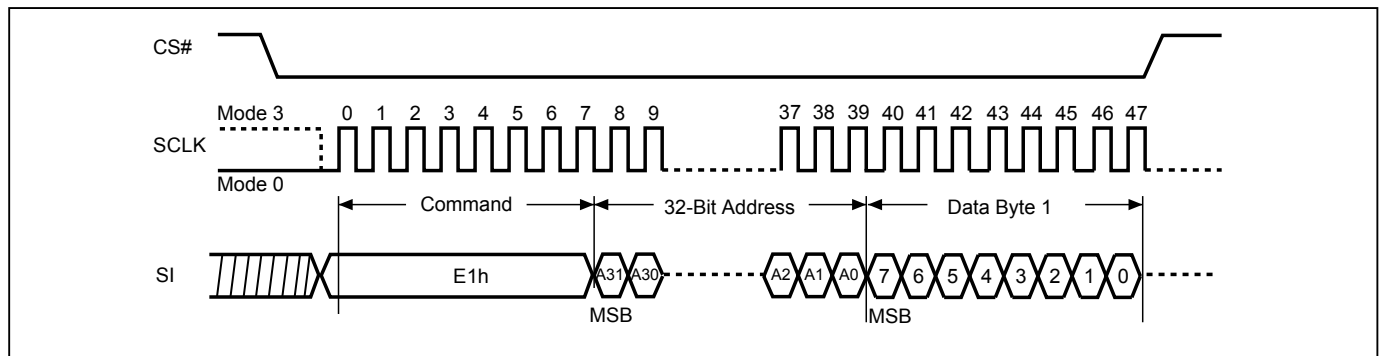 CS#
Mode 3
0 1 2 3 4 5 6 7 8 9 37 38 39 40 41 42 43 44 45 46 47
SCLK
Mode 0
Command 32-Bit Address Data Byte 1
SI E1h A31 A30 A2 A1 A0 7 6 5 4 3 2 1 0
MSB MSB